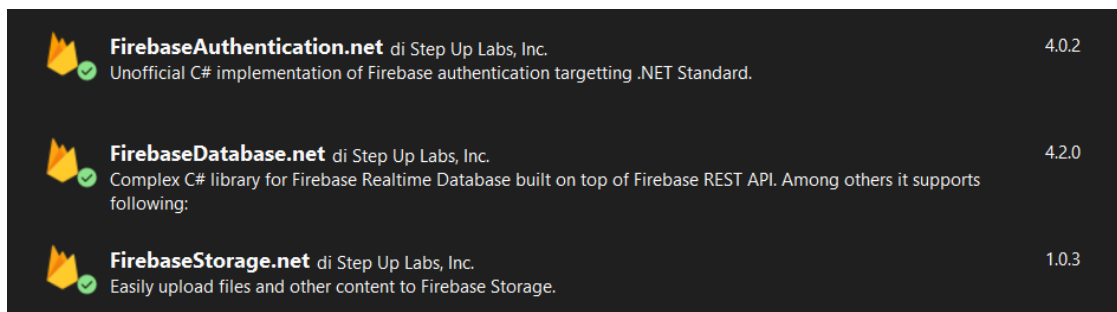 FirebaseAuthentication.net di Step Up Labs, Inc. 4.0.2
Unofficial C# implementation of Firebase authentication targetting .NET Standard.
FirebaseDatabase.net di Step Up Labs, Inc. 4.2.0
Complex C# library for Firebase Realtime Database built on top of Firebase REST API. Among others it supports
following:
FirebaseStorage.net di Step Up Labs, Inc. 1.0.3
Easily upload files and other content to Firebase Storage.